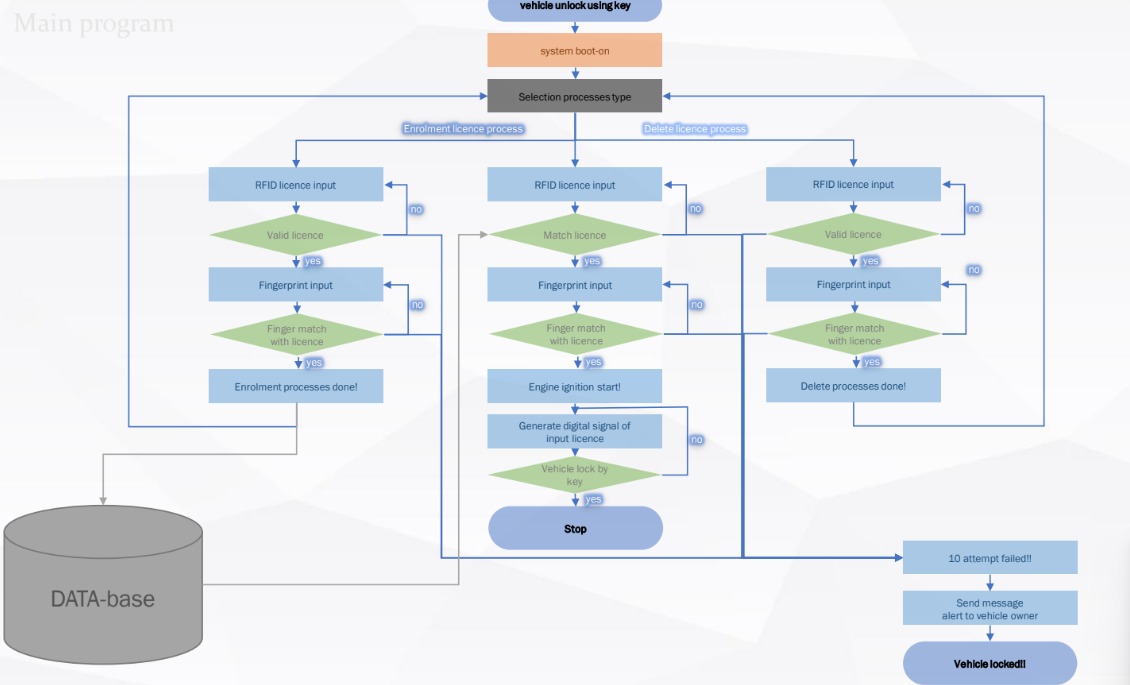 Main program
vehicle unlock using key
system boot-on
Selection processes type
Enrolment licence process
Delete licence process
RFID licence input
RFID licence input
RFID licence input
no
no
no
Valid licence
Match licence
Valid licence
yes
yes
yes
no
Fingerprint input
Fingerprint input
Fingerprint input
no
no
Finger match
with licence
Finger match
with licence
Finger match
with licence
yes
yes
yes
Enrolment processes done!
Engine ignition start!
Delete processes done!
Generate digital signal of
input licence
no
Vehicle lock by
key
yes
Stop
10 attempt failed!!
DATA-base
Send message
alert to vehicle owner
Vehicle locked!!